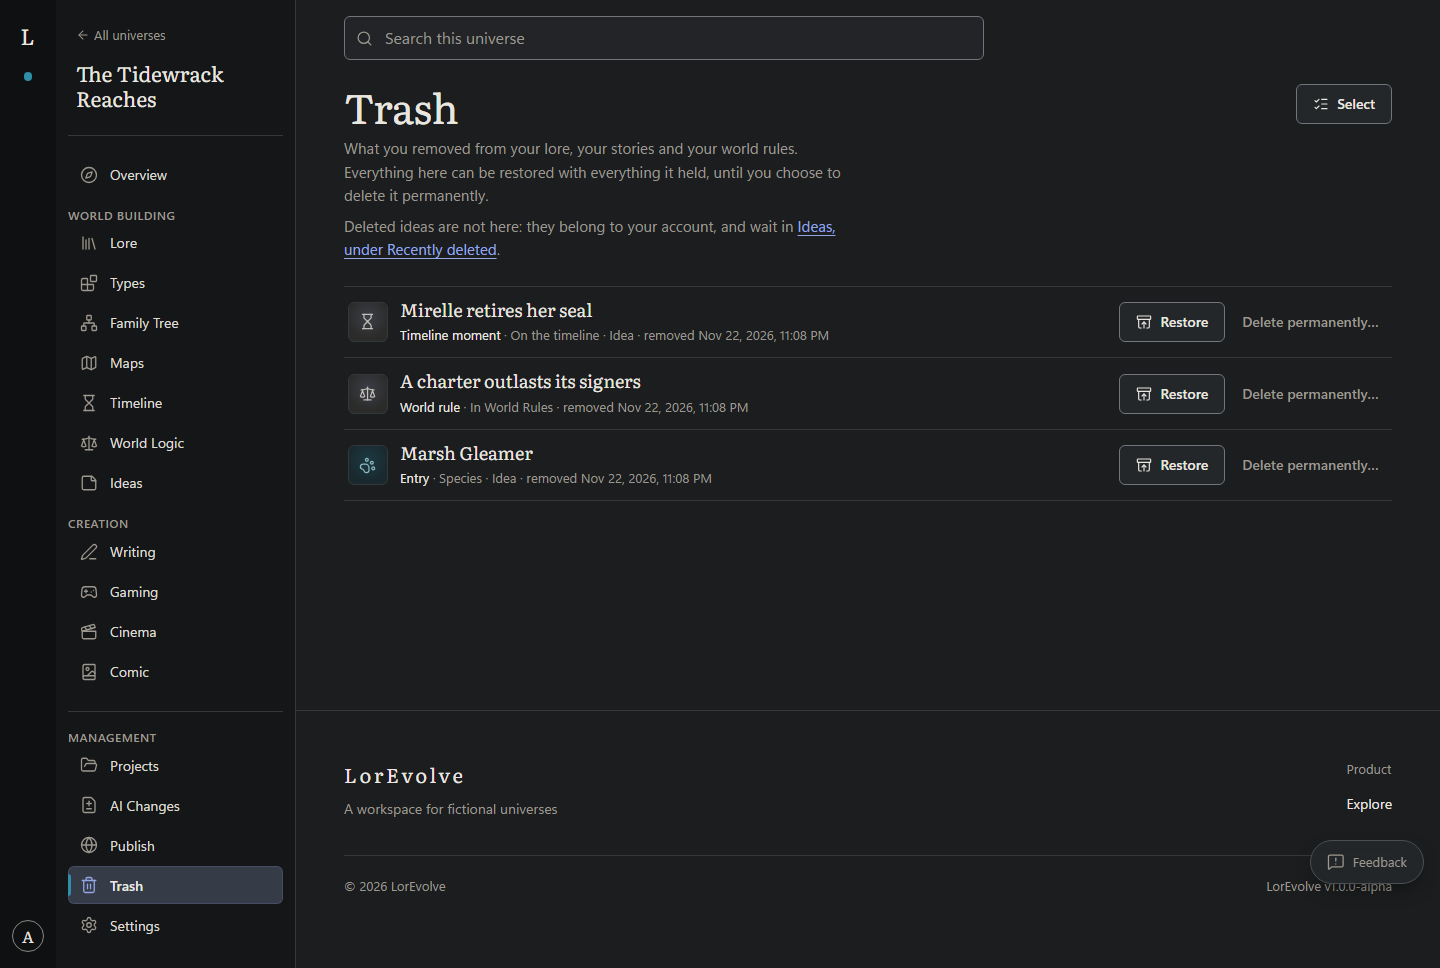 L
All universes
The Tidewrack
Reaches
Overview
WORLD BUILDING
Lore
Types
Family Tree
Maps
Timeline
World Logic
Ideas
CREATION
Writing
Gaming
Cinema
Comic
MANAGEMENT
Projects
AI Changes
Publish
Trash
Settings
A
Search this universe
Trash
Select
What you removed from your lore, your stories and your world rules.
Everything here can be restored with everything it held, until you choose to
delete it permanently.
Deleted ideas are not here: they belong to your account, and wait in Ideas,
under Recently deleted.
Mirelle retires her seal
Timeline moment · On the timeline · Idea · removed Nov 22, 2026, 11:08 PM
Restore
Delete permanently...
A charter outlasts its signers
World rule · In World Rules · removed Nov 22, 2026, 11:08 PM
Restore
Delete permanently...
Marsh Gleamer
Entry · Species · Idea · removed Nov 22, 2026, 11:08 PM
Restore
Delete permanently...
LorEvolve
A workspace for fictional universes
Product
Explore
Feedback
© 2026 LorEvolve
LorEvolve v1.0.0-alpha